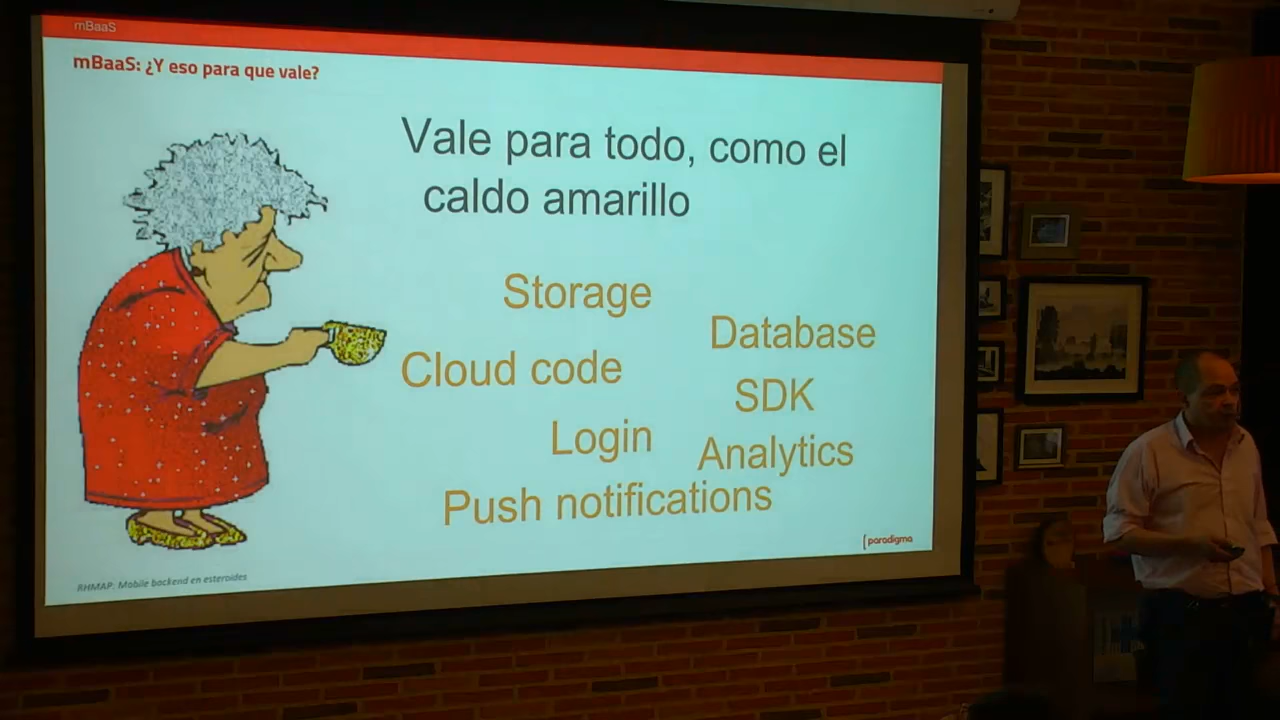 mBaaS
mBaaS: ¿Y eso para que vale?
Vale para todo, como el
caldo amarillo
Storage
Database
Cloud code
SDK
Login
Analytics
Push notifications
paradigma
RHMAP: Mobile backend en esteroides